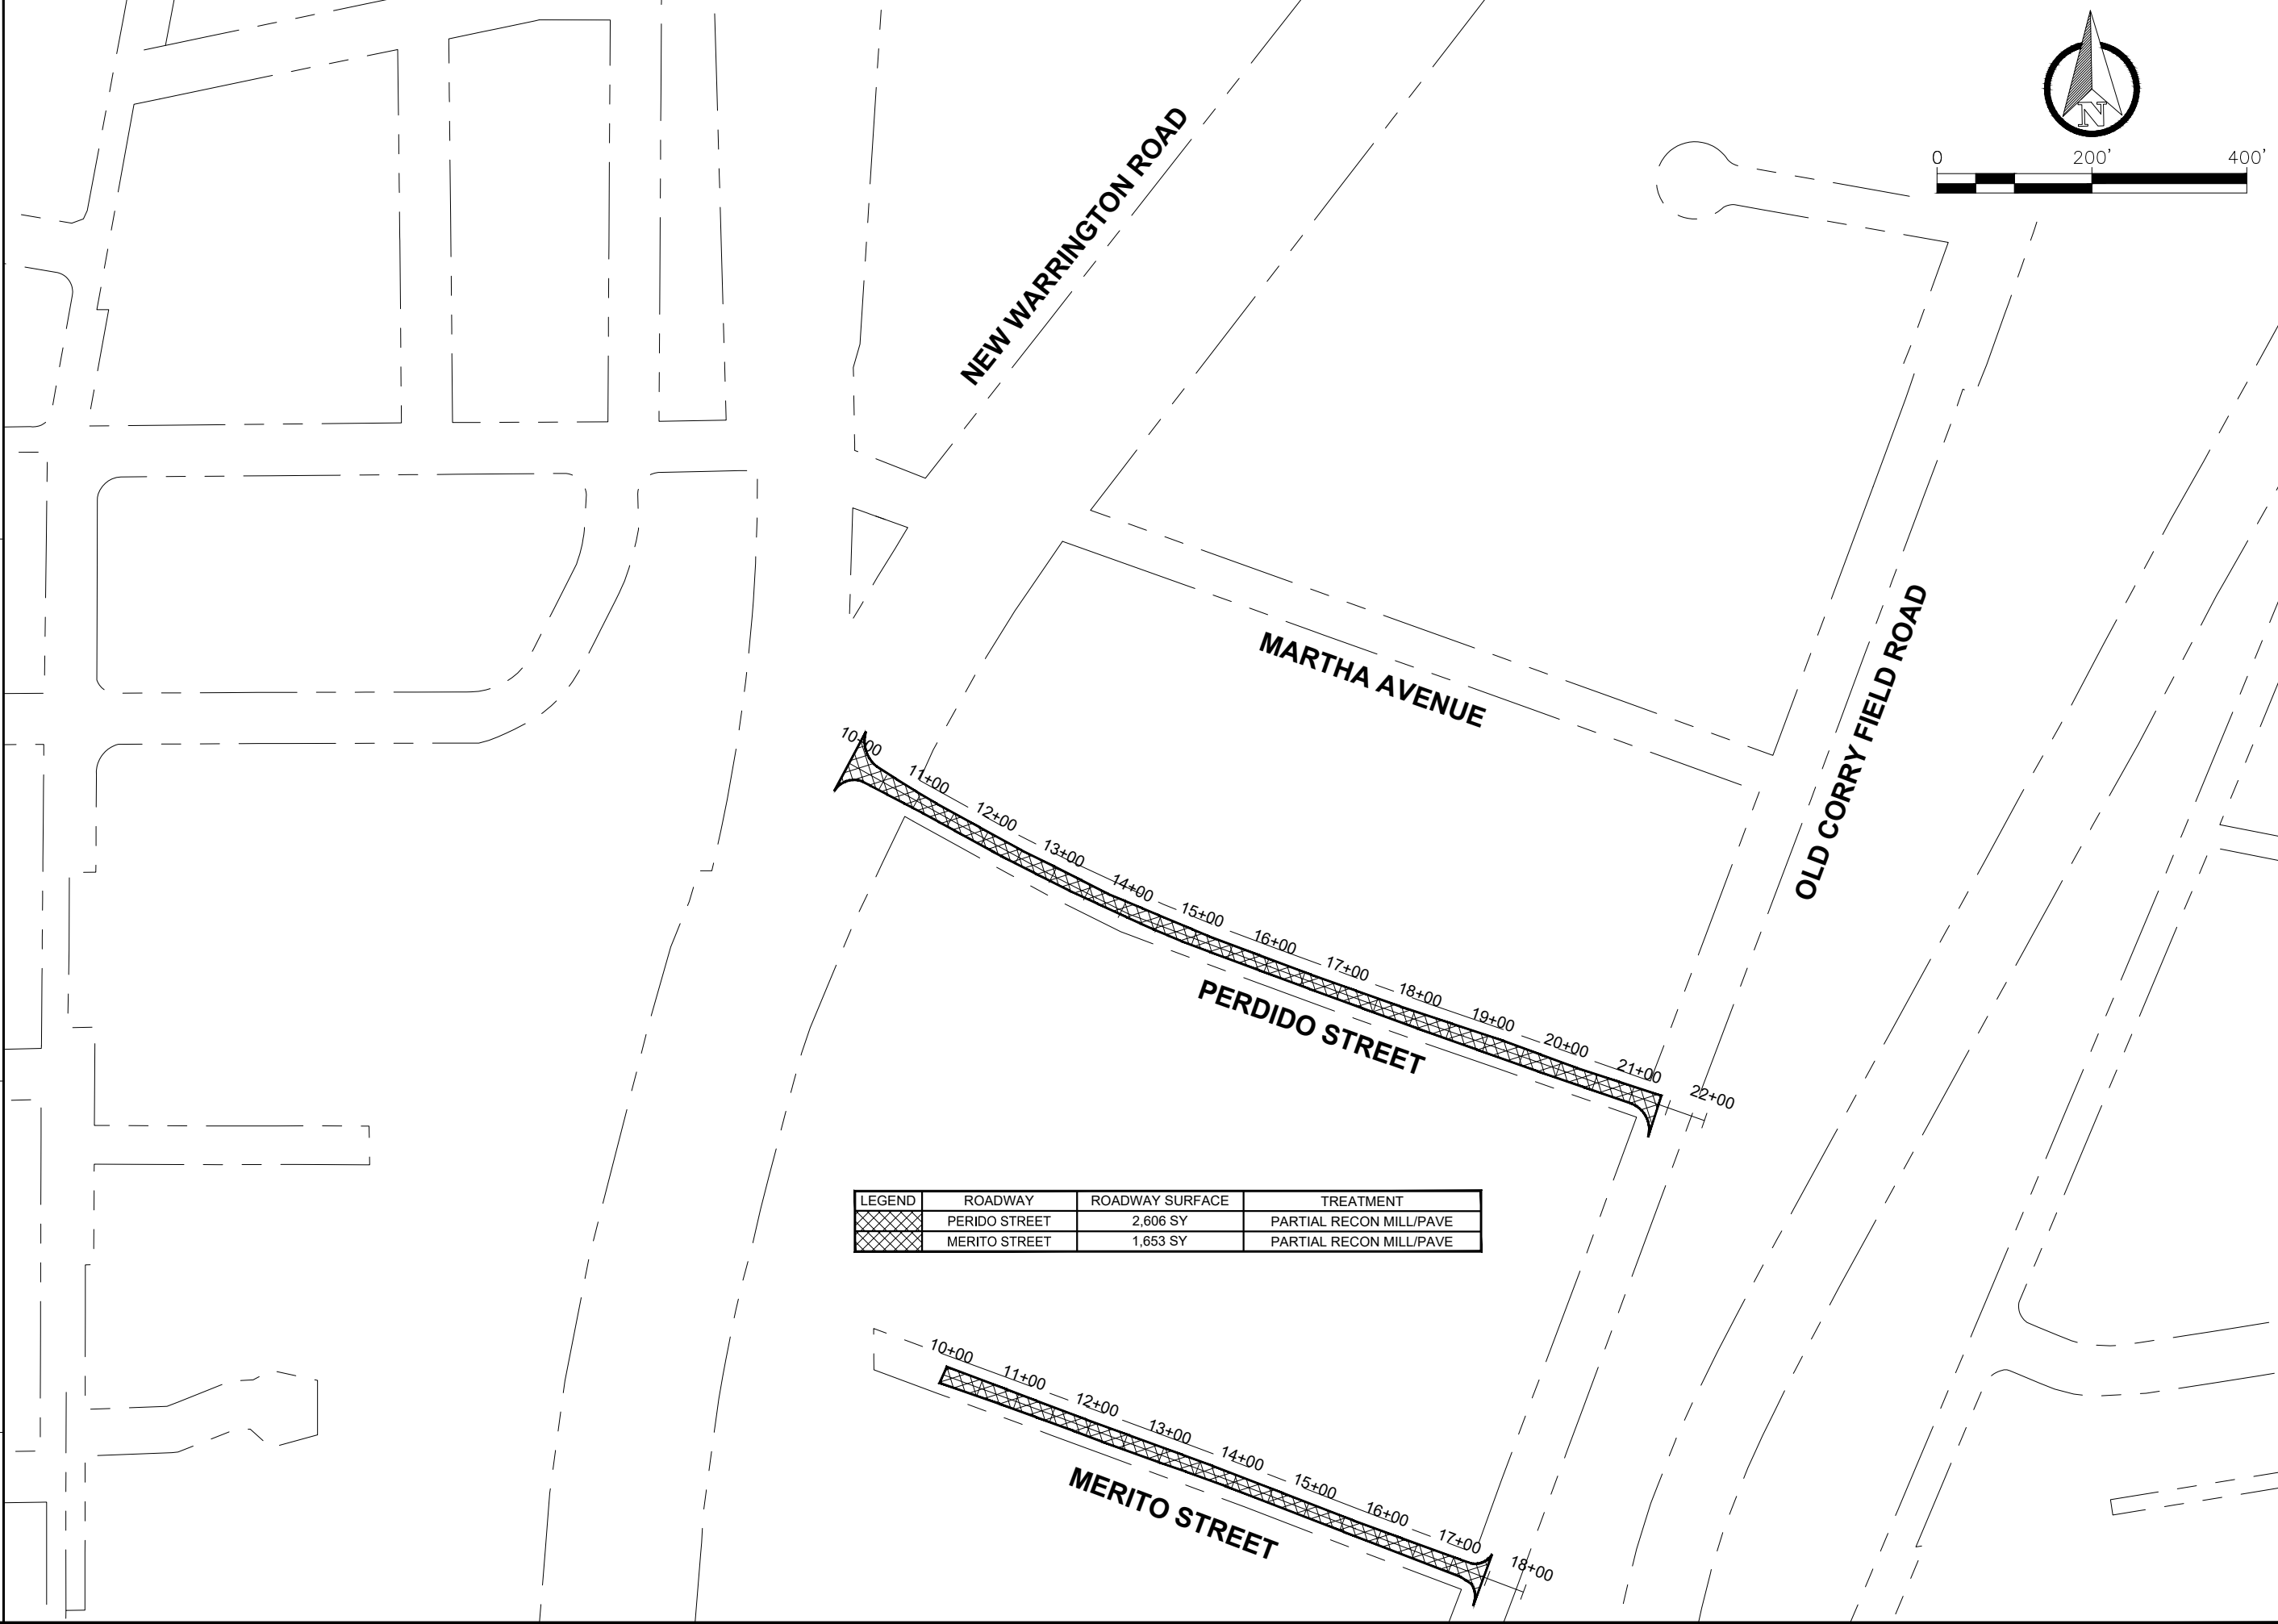 N
0 200' 400'
NEW WARRINGTON ROAD
MARTHA AVENUE
OLD CORRY FIELD ROAD
10+00
11+00
12+00
13+00
14+00
15+00
16+00
17+00
18+00
19+00
20+00
21+00
22+00
PERDIDO STREET
LEGEND ROADWAY ROADWAY SURFACE TREATMENT
PERIDO STREET 2,606 SY PARTIAL RECON MILL/PAVE
MERITO STREET 1,653 SY PARTIAL RECON MILL/PAVE
10+00
11+00
12+00
13+00
14+00
15+00
16+00
17+00
18+00
MERITO STREET